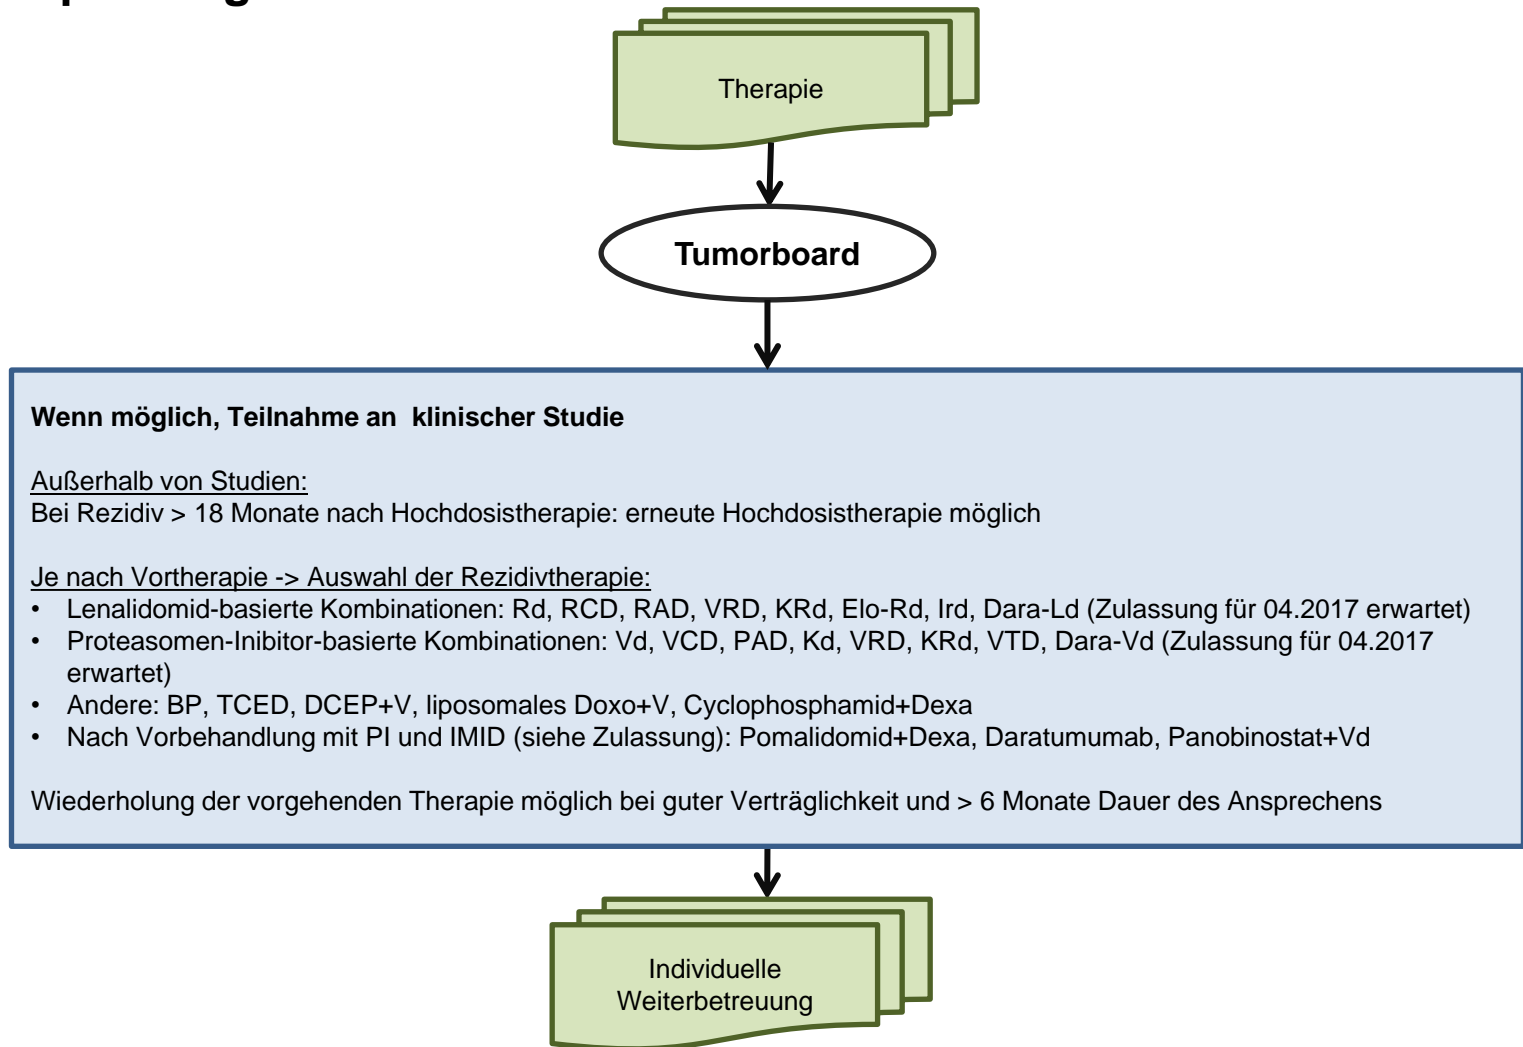 Therapie
Tumorboard
Wenn möglich, Teilnahme an klinischer Studie
Außerhalb von Studien:
Bei Rezidiv > 18 Monate nach Hochdosistherapie: erneute Hochdosistherapie möglich
Je nach Vortherapie -> Auswahl der Rezidivtherapie:
• Lenalidomid-basierte Kombinationen: Rd, RCD, RAD, VRD, KRd, Elo-Rd, Ird, Dara-Ld (Zulassung für 04.2017 erwartet)
• Proteasomen-Inibitor-basierte Kombinationen: Vd, VCD, PAD, Kd, VRD, KRd, VTD, Dara-Vd (Zulassung für 04.2017
erwartet)
• Andere: BP, TCED, DCEP+V, liposomales Doxo+V, Cyclophosphamid+Dexa
• Nach Vorbehandlung mit PI und IMID (siehe Zulassung): Pomalidomid+Dexa, Daratumumab, Panobinostat+Vd
Wiederholung der vorgehenden Therapie möglich bei guter Verträglichkeit und > 6 Monate Dauer des Ansprechens
Individuelle
Weiterbetreuung